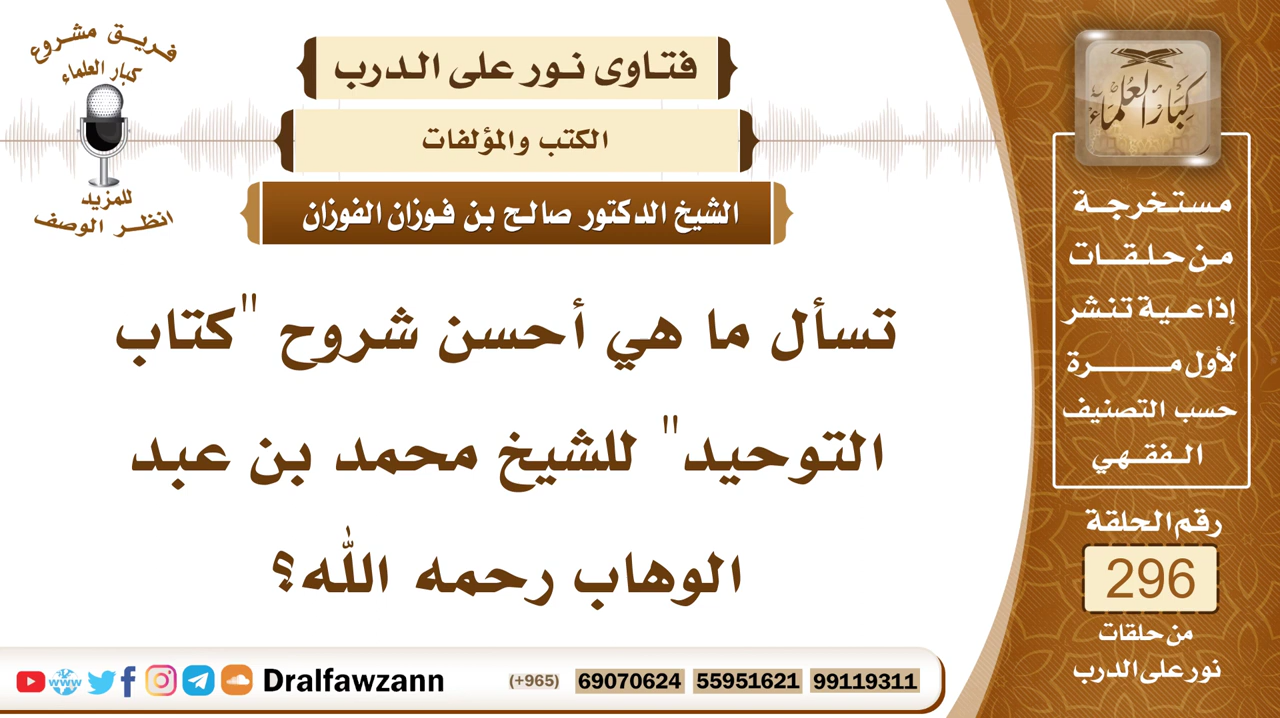 فريق مشروع
كبار العلماء
للمزيد
انظر الوصف
فتاوى نور على الدرب
الكتب والمؤلفات
الشيخ الدكتور صالح بن فوزان الفوزان
تسأل ما هي أحسن شروح "كتاب
التوحيد" للشيخ محمد بن عبد
الوهاب رحمه الله؟
كبار العلماء
مستخرجة
من حلقات
إذاعية تنشر
لأول مرة
حسب التصنيف
الفقهي
رقم الحلقة
296
من حلقات
نور على الدرب
www Dralfawzann (+965) 69070624 55951621 99119311